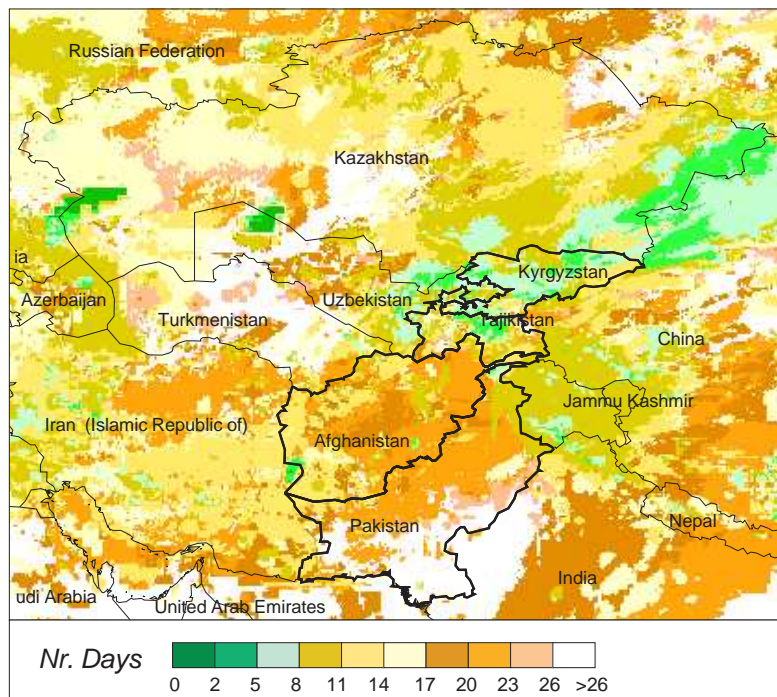 Russian Federation
Kazakhstan
ia
Kyrgyzstan
Azerbaijan
Uzbekistan
Turkmenistan
Tajikistan
China
Jammu Kashmir
Iran (Islamic Republic of)
Afghanistan
Pakistan
Nepal
India
udi Arabia
United Arab Emirates
Nr. Days
0 2 5 8 11 14 17 20 23 26 >26